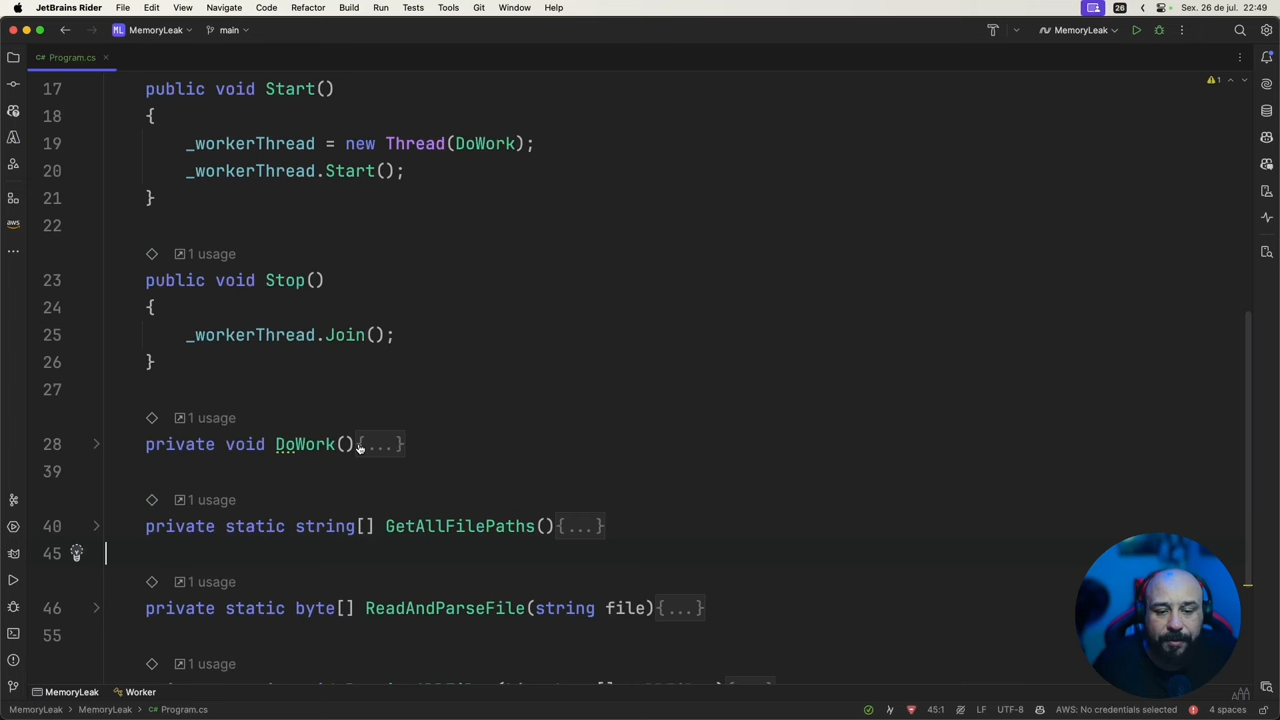 JetBrains Rider File Edit View Navigate Code Refactor Build Run Tests Tools Git Window Help 26 Sex. 26 de jul. 22:49
ML MemoryLeak main MemoryLeak
C# Program.cs
1
17 public void Start()
18 {
19 _workerThread = new Thread(DoWork);
20 _workerThread.Start();
21 }
22
1 usage
23 public void Stop()
24 {
25 _workerThread.Join();
26 }
27
1 usage
28 private void DoWork(){...}
39
1 usage
40 private static string[] GetAllFilePaths(){...}
45
1 usage
46 private static byte[] ReadAndParseFile(string file){...}
55
1 usage
MemoryLeak Worker
MemoryLeak MemoryLeak C# Program.cs 45:1 LF UTF-8 AWS: No credentials selected 4 spaces
aws